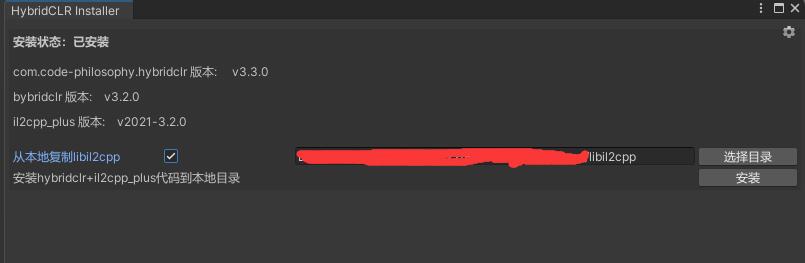 HybridCLR Installer
安装状态：已安装
com.code-philosophy.hybridclr 版本： v3.3.0
bybridclr 版本: v3.2.0
il2cpp_plus 版本: v2021-3.2.0
从本地复制libil2cpp /libil2cpp 选择目录
安装hybridclr+il2cpp_plus代码到本地目录 安装